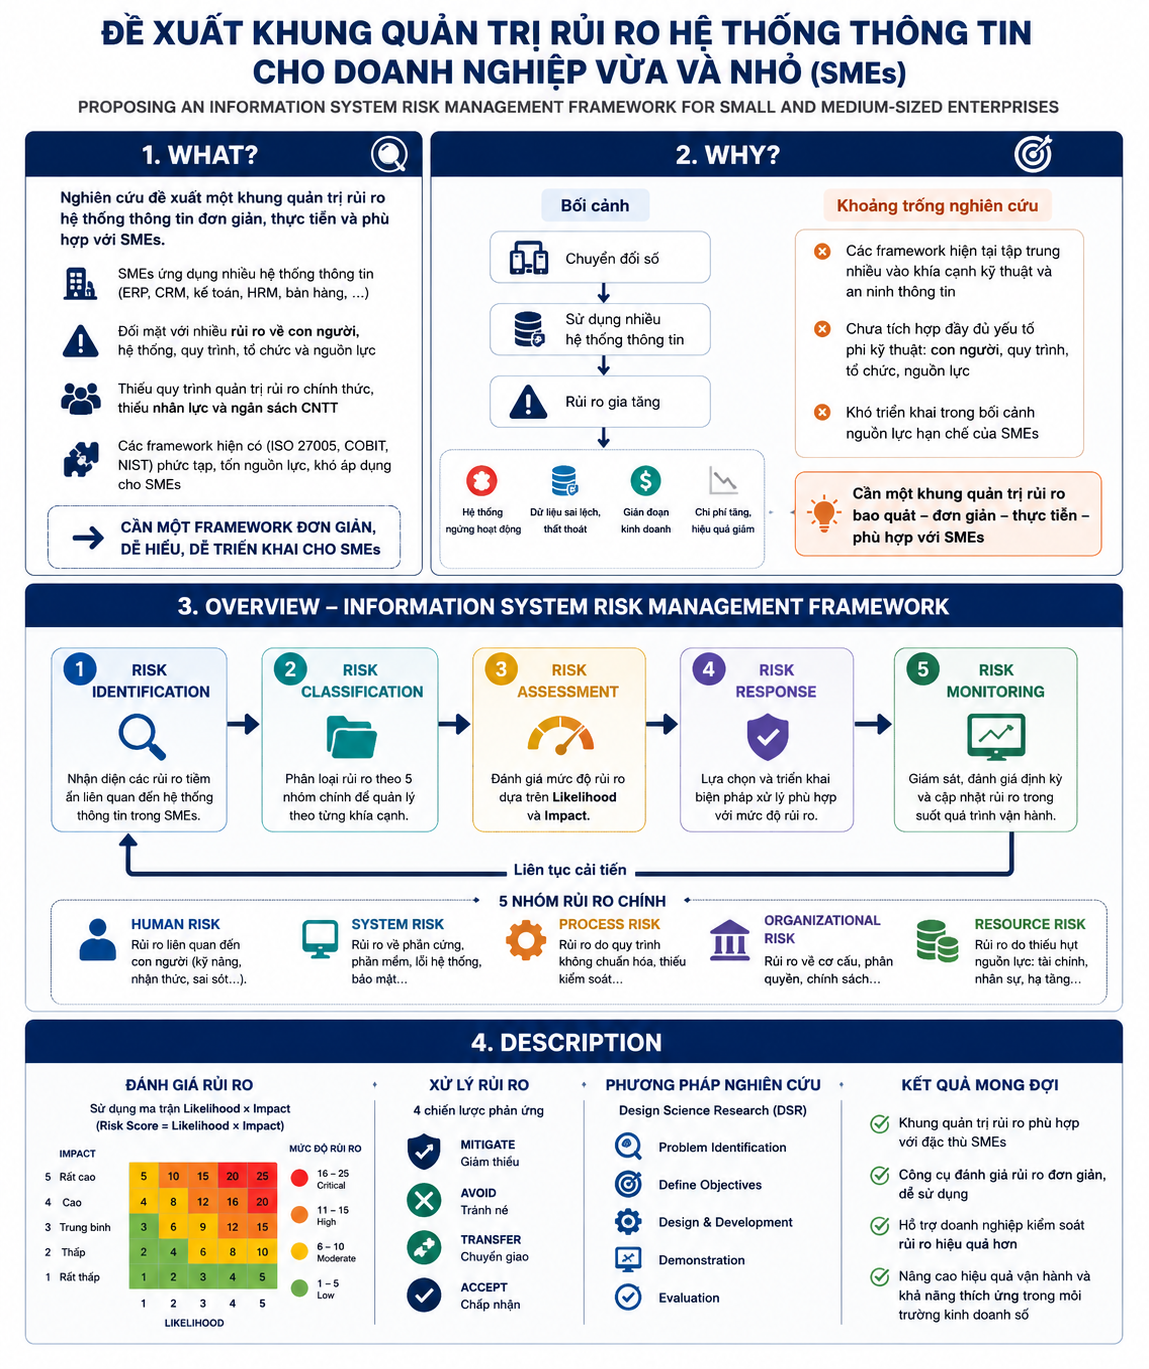 ĐỀ XUẤT KHUNG QUẢN TRỊ RỦI RO HỆ THỐNG THÔNG TIN
CHO DOANH NGHIỆP VỪA VÀ NHỎ (SMEs)
PROPOSING AN INFORMATION SYSTEM RISK MANAGEMENT FRAMEWORK FOR SMALL AND MEDIUM-SIZED ENTERPRISES
1. WHAT?
Nghiên cứu đề xuất một khung quản trị rủi ro
hệ thống thông tin đơn giản, thực tiễn và phù
hợp với SMEs.
SMEs ứng dụng nhiều hệ thống thông tin
(ERP, CRM, kế toán, HRM, bán hàng, ...)
Đối mặt với nhiều rủi ro về con người,
hệ thống, quy trình, tổ chức và nguồn lực
Thiếu quy trình quản trị rủi ro chính thức,
thiếu nhân lực và ngân sách CNTT
Các framework hiện có (ISO 27005, COBIT,
NIST) phức tạp, tốn nguồn lực, khó áp dụng
cho SMEs
CẦN MỘT FRAMEWORK ĐƠN GIẢN,
DỄ HIỂU, DỄ TRIỂN KHAI CHO SMEs
2. WHY?
Bối cảnh
Chuyển đổi số
Sử dụng nhiều
hệ thống thông tin
Rủi ro gia tăng
Hệ thống
ngừng hoạt động
Dữ liệu sai lệch,
thất thoát
Gián đoạn
kinh doanh
Chi phí tăng,
hiệu quả giảm
Khoảng trống nghiên cứu
Các framework hiện tại tập trung
nhiều vào khía cạnh kỹ thuật và
an ninh thông tin
Chưa tích hợp đầy đủ yếu tố
phi kỹ thuật: con người, quy trình,
tổ chức, nguồn lực
Khó triển khai trong bối cảnh
nguồn lực hạn chế của SMEs
Cần một khung quản trị rủi ro
bao quát – đơn giản – thực tiễn –
phù hợp với SMEs
3. OVERVIEW – INFORMATION SYSTEM RISK MANAGEMENT FRAMEWORK
1
RISK
IDENTIFICATION
Nhận diện các rủi ro tiềm
ẩn liên quan đến hệ thống
thông tin trong SMEs.
2
RISK
CLASSIFICATION
Phân loại rủi ro theo 5
nhóm chính để quản lý
theo từng khía cạnh.
3
RISK
ASSESSMENT
Đánh giá mức độ rủi ro
dựa trên Likelihood
và Impact.
4
RISK
RESPONSE
Lựa chọn và triển khai
biện pháp xử lý phù hợp
với mức độ rủi ro.
5
RISK
MONITORING
Giám sát, đánh giá định kỳ
và cập nhật rủi ro trong
suốt quá trình vận hành.
Liên tục cải tiến
5 NHÓM RỦI RO CHÍNH
HUMAN RISK
Rủi ro liên quan đến
con người (kỹ năng,
nhận thức, sai sót...).
SYSTEM RISK
Rủi ro về phần cứng,
phần mềm, lỗi hệ thống,
bảo mật...
PROCESS RISK
Rủi ro do quy trình
không chuẩn hóa, thiếu
kiểm soát...
ORGANIZATIONAL
RISK
Rủi ro về cơ cấu, phân
quyền, chính sách...
RESOURCE RISK
Rủi ro do thiếu hụt
nguồn lực: tài chính,
nhân sự, hạ tầng...
4. DESCRIPTION
ĐÁNH GIÁ RỦI RO
Sử dụng ma trận Likelihood × Impact
(Risk Score = Likelihood × Impact)
IMPACT
5 Rất cao 5 10 15 20 25
4 Cao 4 8 12 16 20
3 Trung bình 3 6 9 12 15
2 Thấp 2 4 6 8 10
1 Rất thấp 1 2 3 4 5
1 2 3 4 5
LIKELIHOOD
MỨC ĐỘ RỦI RO
16 – 25
Critical
11 – 15
High
6 – 10
Moderate
1 – 5
Low
XỬ LÝ RỦI RO
4 chiến lược phản ứng
MITIGATE
Giảm thiểu
AVOID
Tránh né
TRANSFER
Chuyển giao
ACCEPT
Chấp nhận
PHƯƠNG PHÁP NGHIÊN CỨU
Design Science Research (DSR)
Problem Identification
Define Objectives
Design & Development
Demonstration
Evaluation
KẾT QUẢ MONG ĐỢI
Khung quản trị rủi ro phù hợp
với đặc thù SMEs
Công cụ đánh giá rủi ro đơn giản,
dễ sử dụng
Hỗ trợ doanh nghiệp kiểm soát
rủi ro hiệu quả hơn
Nâng cao hiệu quả vận hành và
khả năng thích ứng trong môi
trường kinh doanh số